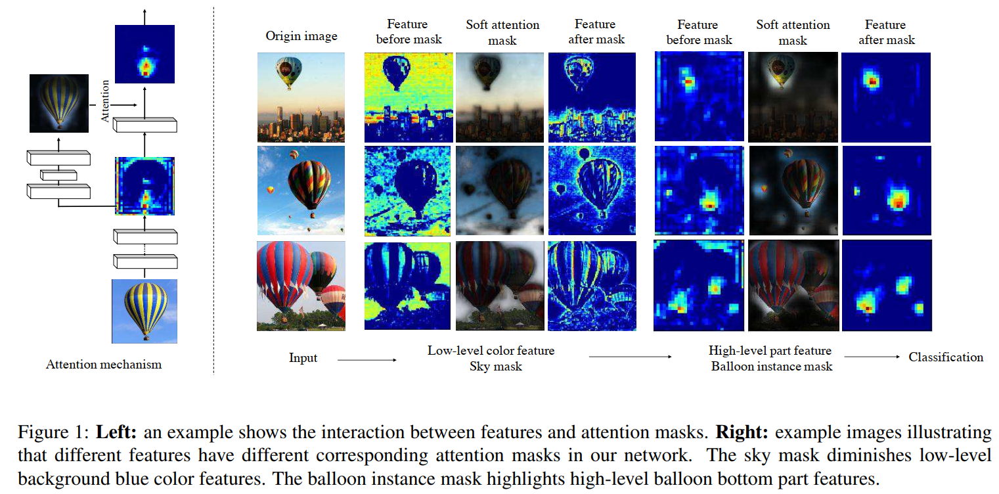 Attention
Attention mechanism
Origin image
Feature
before mask
Soft attention
mask
Feature
after mask
Feature
before mask
Soft attention
mask
Feature
after mask
Input
Low-level color feature
Sky mask
High-level part feature
Balloon instance mask
Classification
Figure 1: Left: an example shows the interaction between features and attention masks. Right: example images illustrating
that different features have different corresponding attention masks in our network. The sky mask diminishes low-level
background blue color features. The balloon instance mask highlights high-level balloon bottom part features.